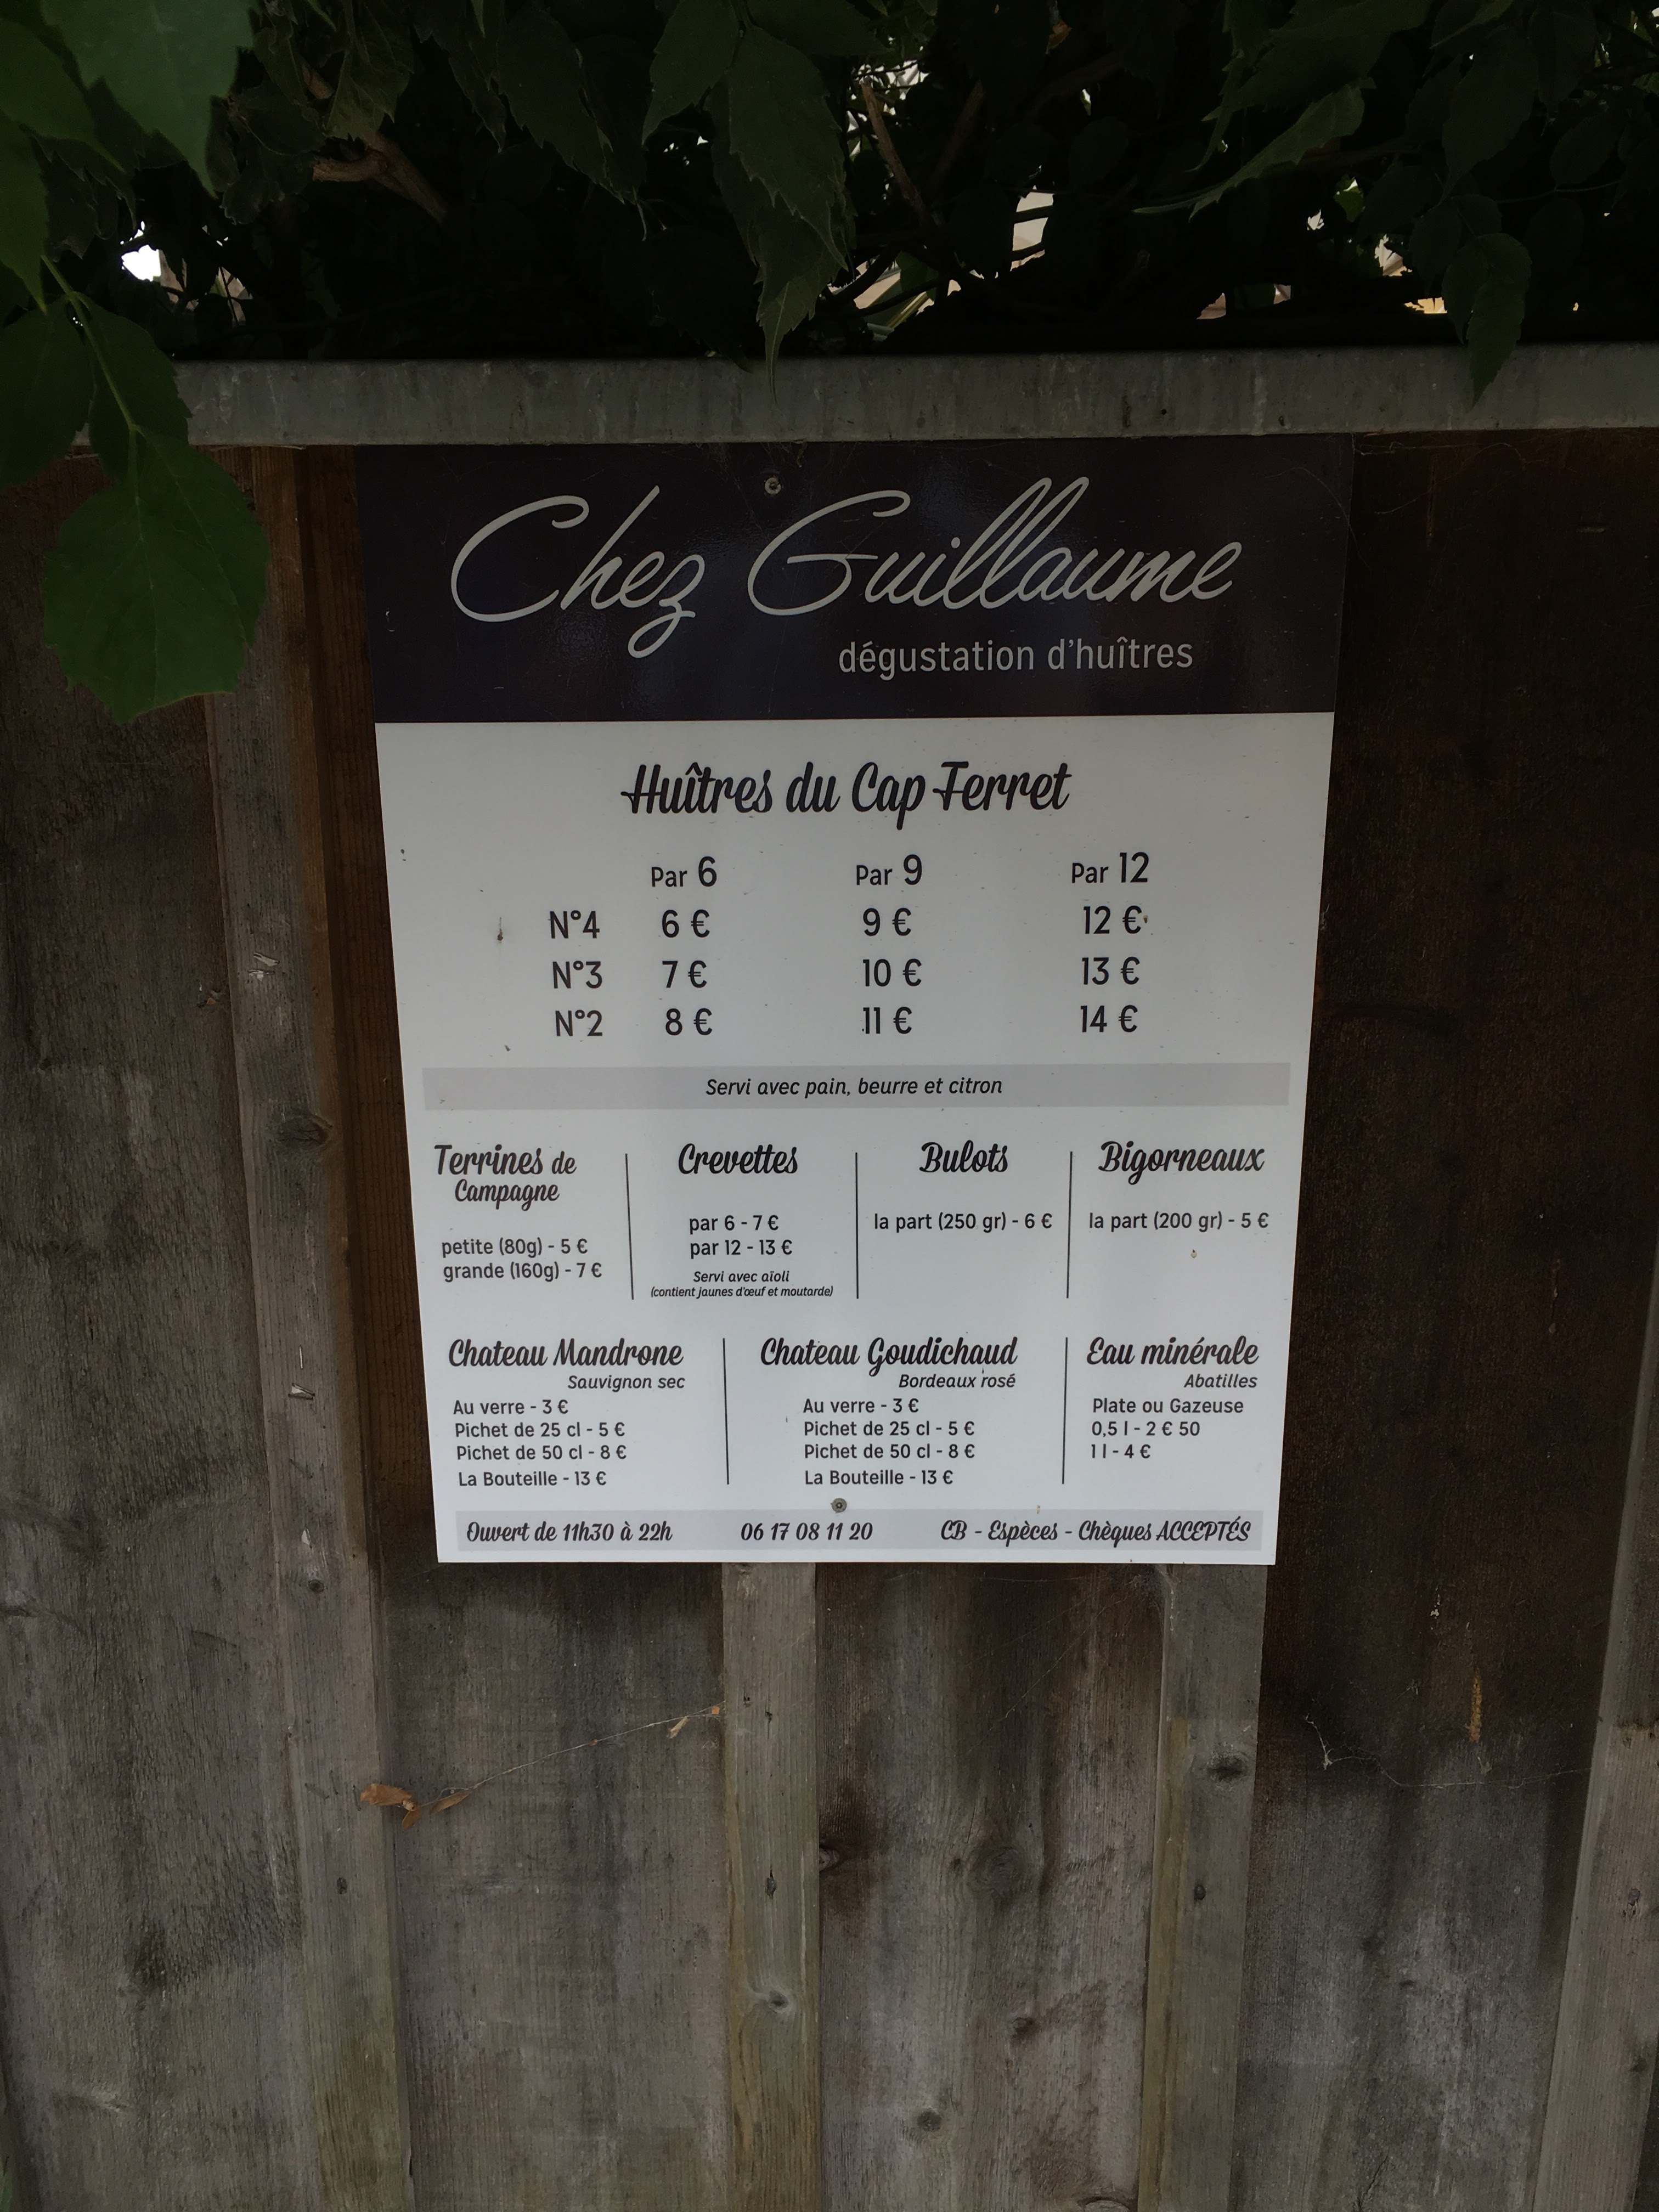 Chez Guillaume
dégustation d'huîtres
Huîtres du Cap Ferret
Par 6 Par 9 Par 12
N°4 6 € 9 € 12 €
N°3 7 € 10 € 13 €
N°2 8 € 11 € 14 €
Servi avec pain, beurre et citron
Terrines de
Campagne
petite (80g) - 5 €
grande (160g) - 7 €
Crevettes
par 6 - 7 €
par 12 - 13 €
Servi avec aïoli
(contient jaunes d'œuf et moutarde)
Bulots
la part (250 gr) - 6 €
Bigorneaux
la part (200 gr) - 5 €
Chateau Mandrone
Sauvignon sec
Au verre - 3 €
Pichet de 25 cl - 5 €
Pichet de 50 cl - 8 €
La Bouteille - 13 €
Chateau Goudichaud
Bordeaux rosé
Au verre - 3 €
Pichet de 25 cl - 5 €
Pichet de 50 cl - 8 €
La Bouteille - 13 €
Eau minérale
Abatilles
Plate ou Gazeuse
0,5 l - 2 € 50
1 l - 4 €
Ouvert de 11h30 à 22h 06 17 08 11 20 CB - Espèces - Chèques ACCEPTÉS